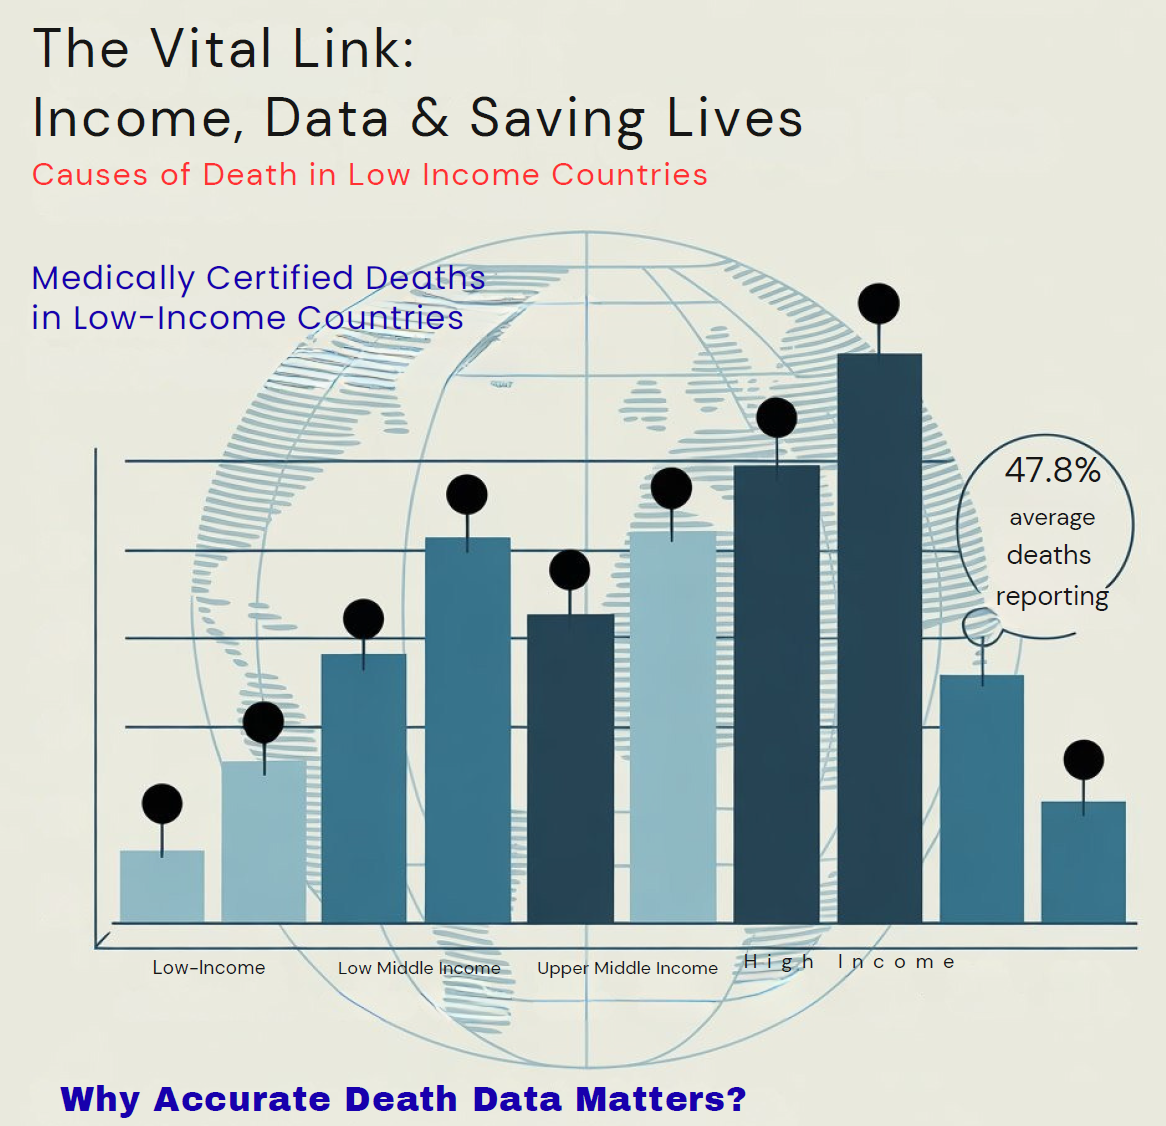 The Vital Link:
Income, Data & Saving Lives
Causes of Death in Low Income Countries
Medically Certified Deaths
in Low-Income Countries
47.8%
average
deaths
reporting
Low-Income
Low Middle Income
Upper Middle Income
High Income
Why Accurate Death Data Matters?